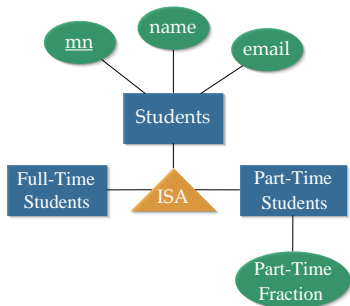 mn
name
email
Students
Full-Time
Students
ISA
Part-Time
Students
Part-Time
Fraction